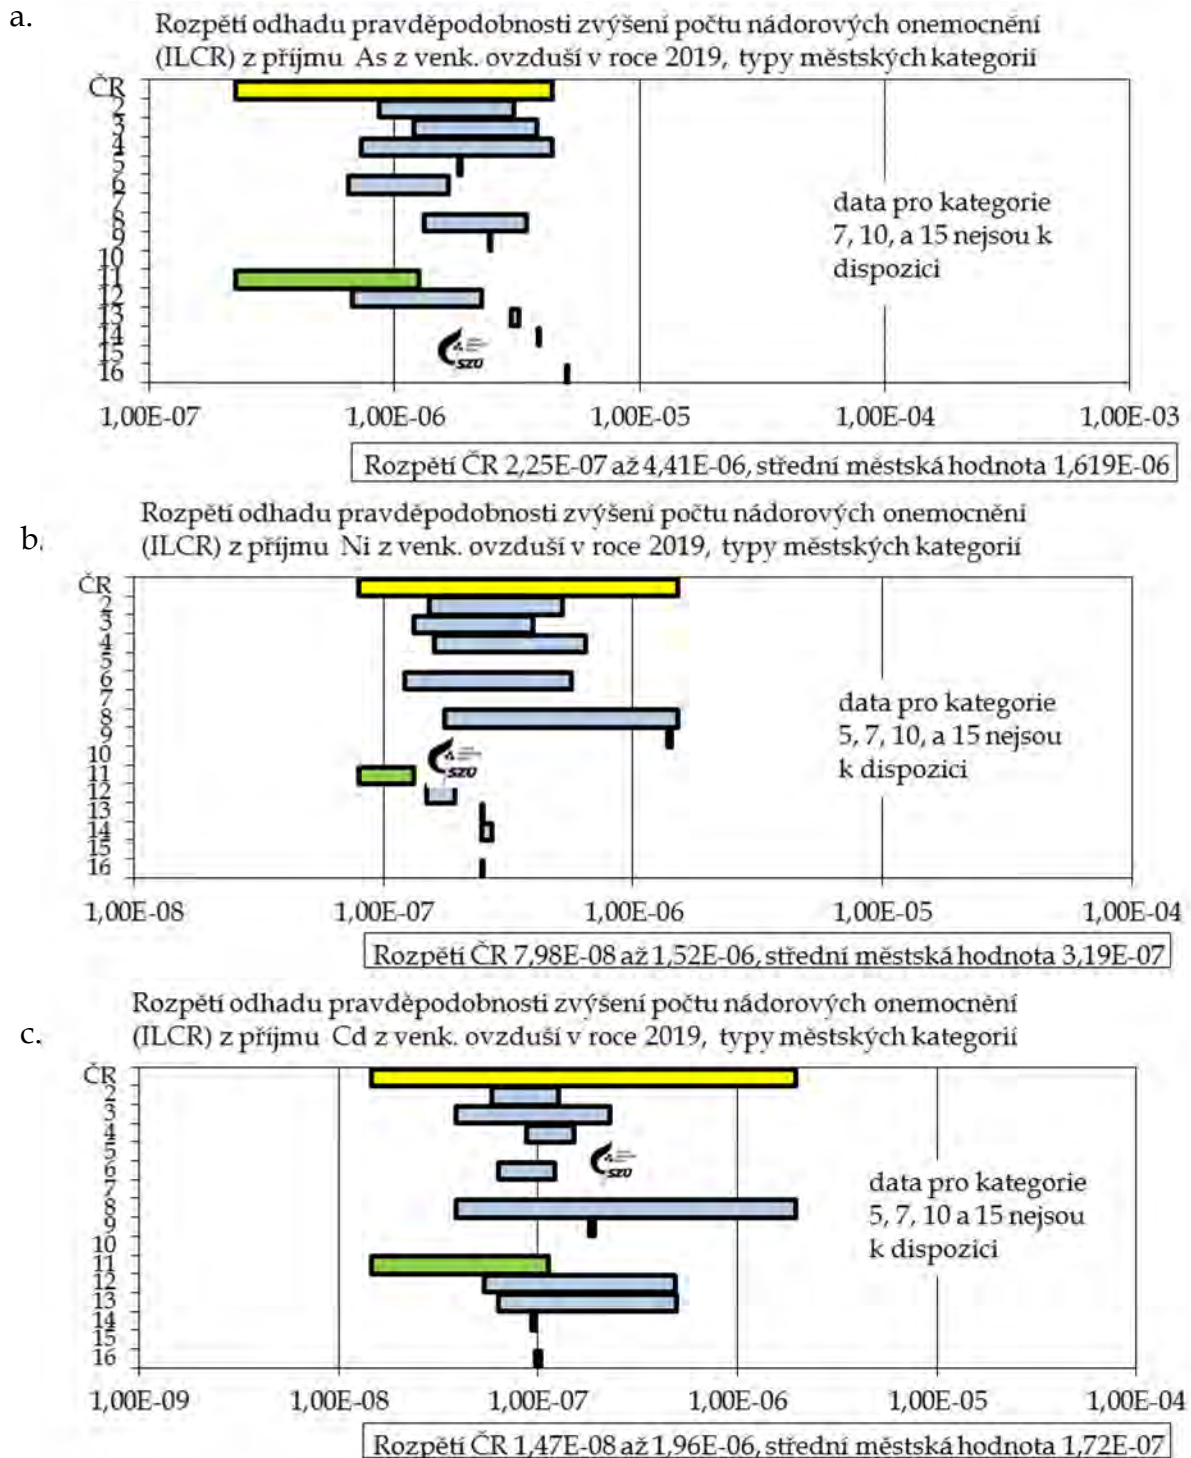 a.
Rozpětí odhadu pravděpodobnosti zvýšení počtu nádorových onemocnění
(ILCR) z příjmu As z venk. ovzduší v roce 2019, typy městských kategorií
ČR
2
3
4
5
6
7
8
9
10
11
12
13
14
15
16
data pro kategorie
7, 10, a 15 nejsou k
dispozici
SZÚ
1,00E-07 1,00E-06 1,00E-05 1,00E-04 1,00E-03
Rozpětí ČR 2,25E-07 až 4,41E-06, střední městská hodnota 1,619E-06
b.
Rozpětí odhadu pravděpodobnosti zvýšení počtu nádorových onemocnění
(ILCR) z příjmu Ni z venk. ovzduší v roce 2019, typy městských kategorií
ČR
2
3
4
5
6
7
8
9
10
11
12
13
14
15
16
data pro kategorie
5, 7, 10, a 15 nejsou
k dispozici
SZÚ
1,00E-08 1,00E-07 1,00E-06 1,00E-05 1,00E-04
Rozpětí ČR 7,98E-08 až 1,52E-06, střední městská hodnota 3,19E-07
c.
Rozpětí odhadu pravděpodobnosti zvýšení počtu nádorových onemocnění
(ILCR) z příjmu Cd z venk. ovzduší v roce 2019, typy městských kategorií
ČR
2
3
4
5
6
7
8
9
10
11
12
13
14
15
16
SZÚ
data pro kategorie
5, 7, 10 a 15 nejsou
k dispozici
1,00E-09 1,00E-08 1,00E-07 1,00E-06 1,00E-05 1,00E-04
Rozpětí ČR 1,47E-08 až 1,96E-06, střední městská hodnota 1,72E-07